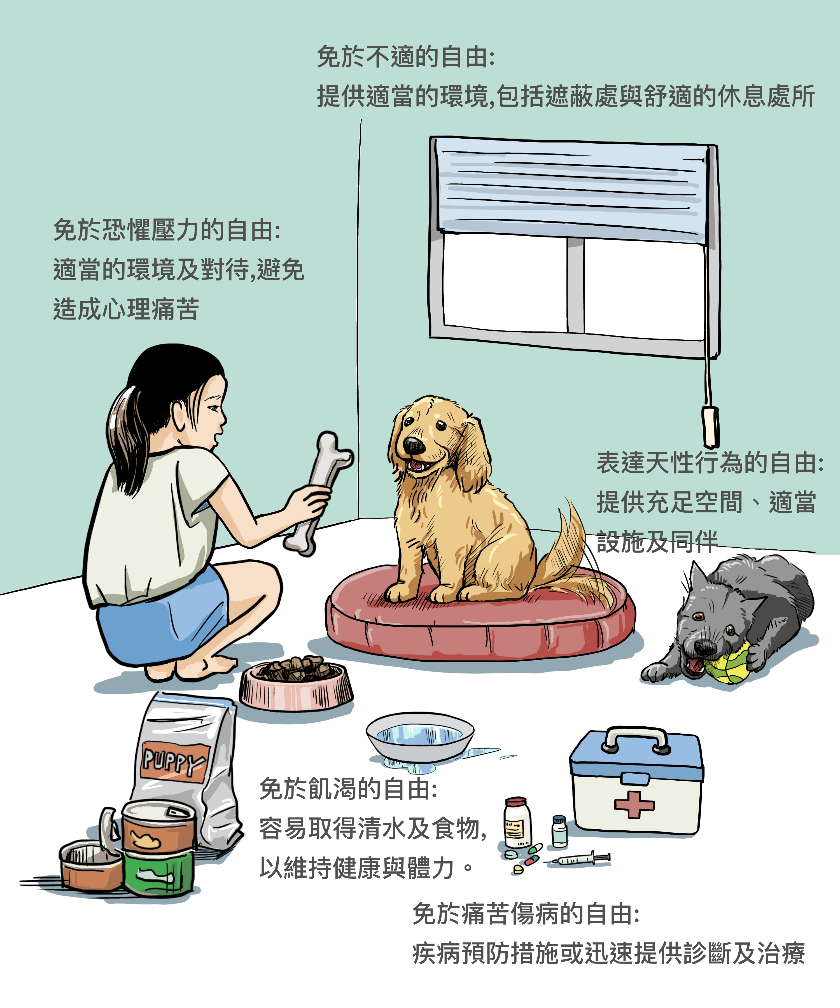 免於不適的自由:
提供適當的環境,包括遮蔽處與舒適的休息處所
免於恐懼壓力的自由:
適當的環境及對待,避免
造成心理痛苦
表達天性行為的自由:
提供充足空間、適當
設施及同伴
PUPPY
免於飢渴的自由:
容易取得清水及食物,
以維持健康與體力。
免於痛苦傷病的自由:
疾病預防措施或迅速提供診斷及治療